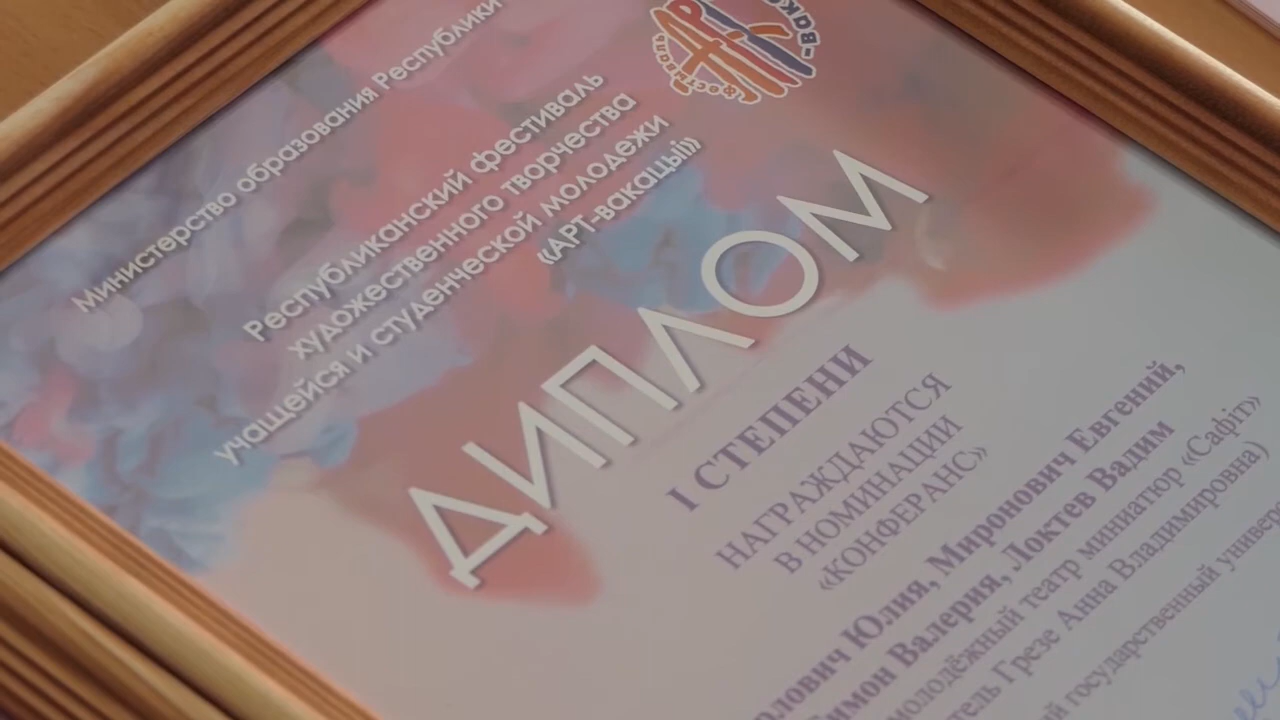 Министерство образования Республики
Республиканский фестиваль
художественного творчества
учащейся и студенческой молодежи
«АРТ-вакацыі»
ДИПЛОМ
I СТЕПЕНИ
НАГРАЖДАЮТСЯ
В НОМИНАЦИИ
«КОНФЕРАНС»
Юлия, Миронович Евгений,
Валерия, Локтев Вадим
молодёжный театр миниатюр «Сафіт»
Грезе Анна Владимировна)
государственный